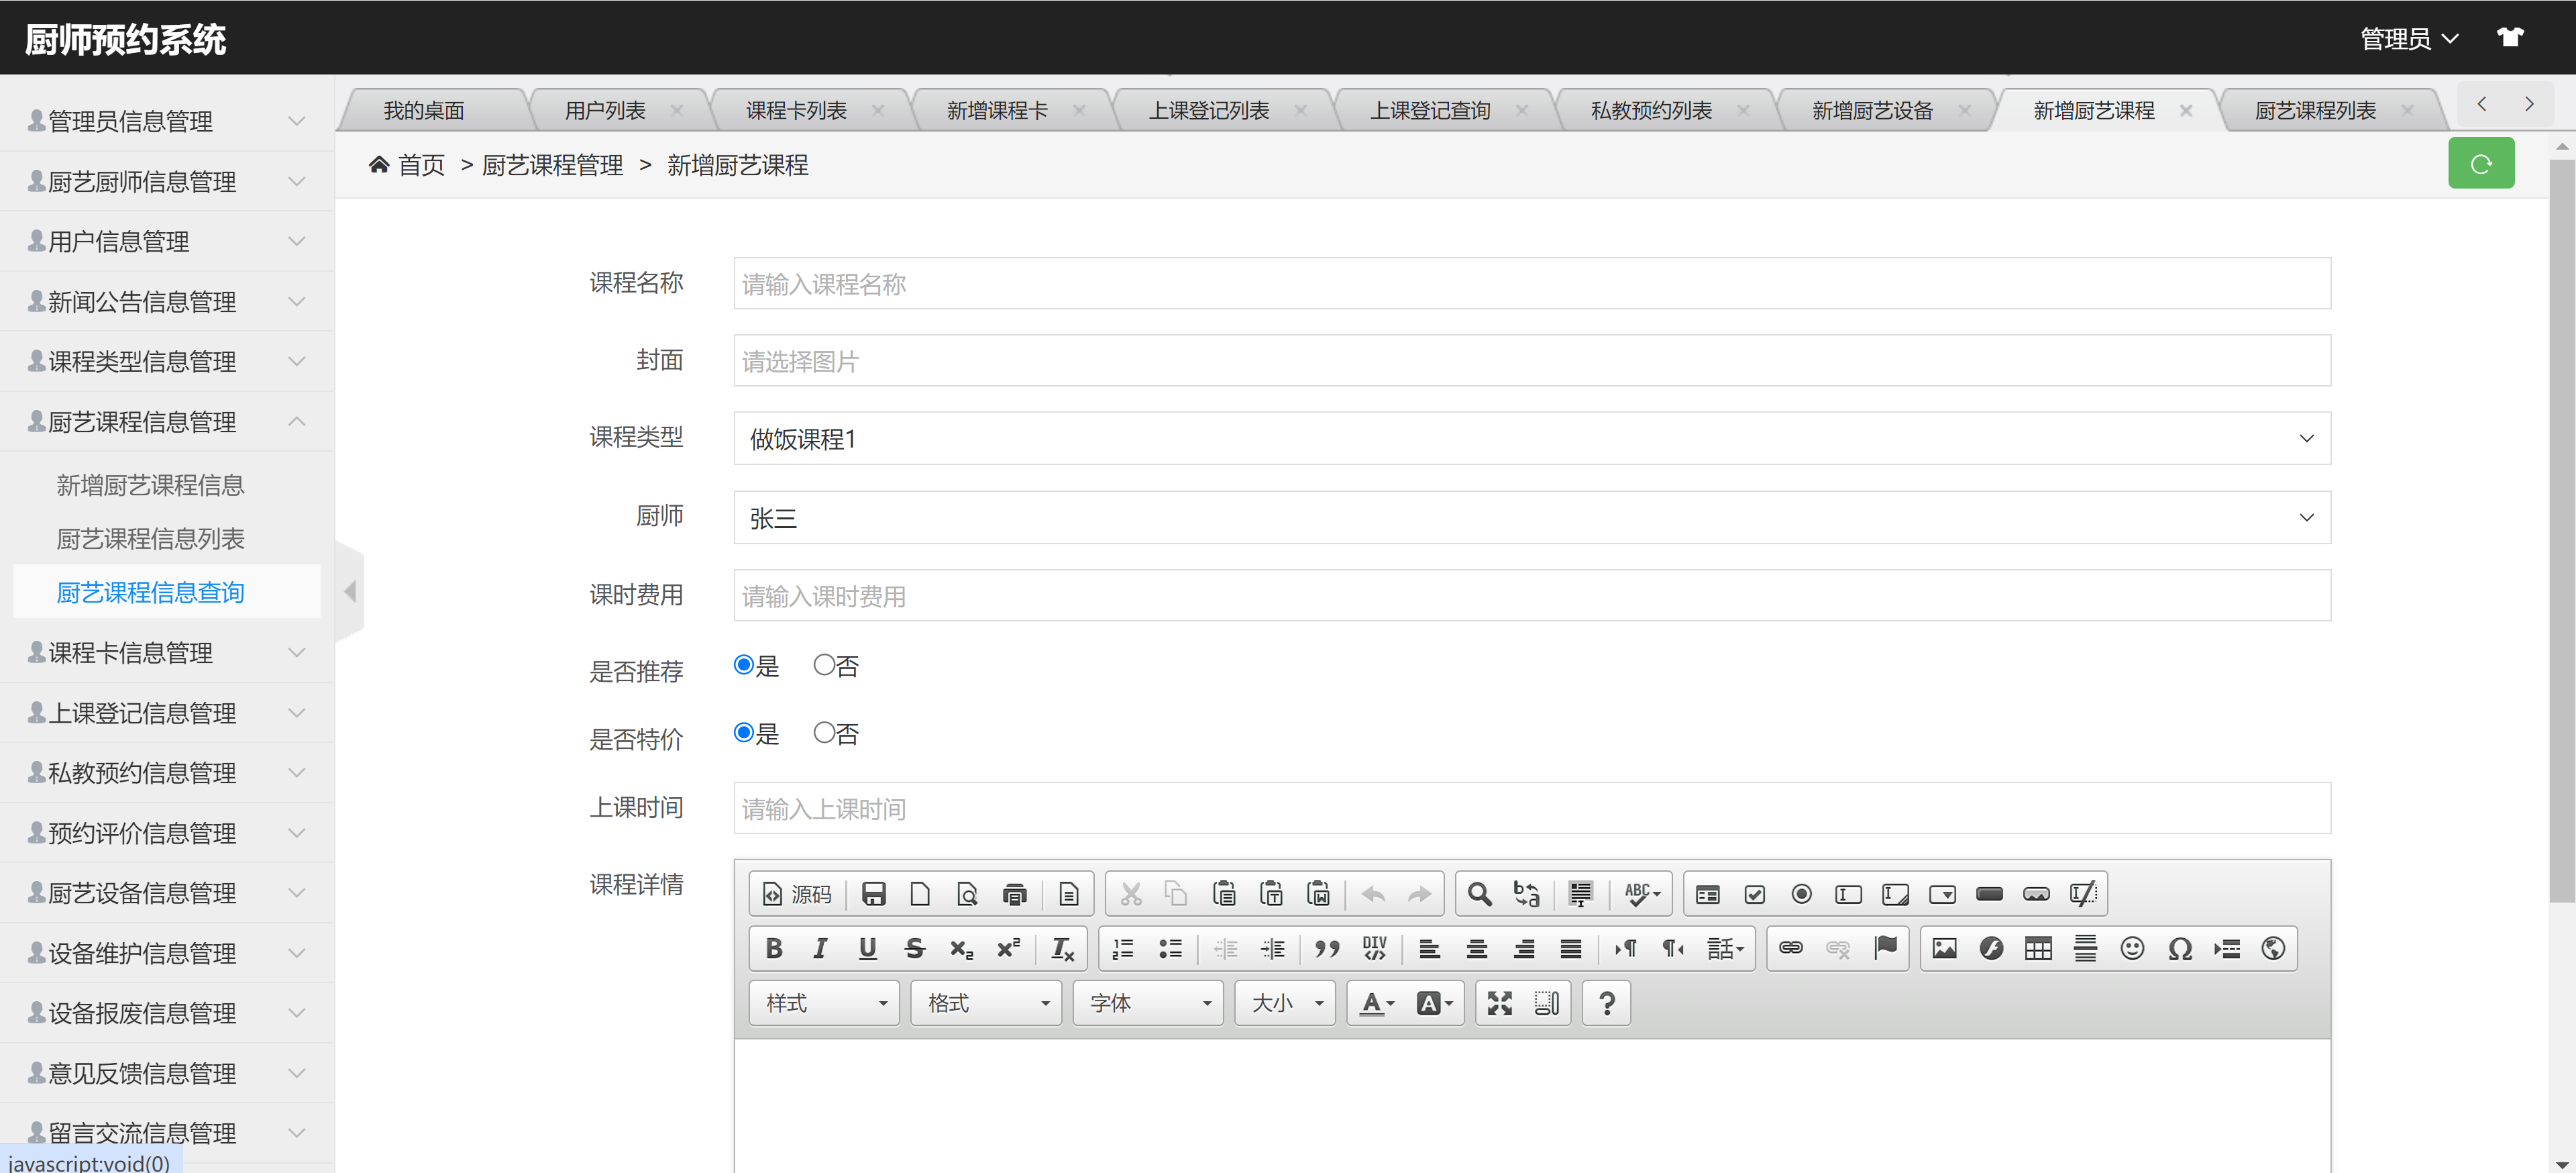 厨师预约系统
管理员
管理员信息管理
厨艺厨师信息管理
用户信息管理
新闻公告信息管理
课程类型信息管理
厨艺课程信息管理
新增厨艺课程信息
厨艺课程信息列表
厨艺课程信息查询
课程卡信息管理
上课登记信息管理
私教预约信息管理
预约评价信息管理
厨艺设备信息管理
设备维护信息管理
设备报废信息管理
意见反馈信息管理
留言交流信息管理
javascript:void(0)
我的桌面 用户列表 课程卡列表 新增课程卡 上课登记列表 上课登记查询 私教预约列表 新增厨艺设备 新增厨艺课程 厨艺课程列表
首页 > 厨艺课程管理 > 新增厨艺课程
课程名称 请输入课程名称
封面 请选择图片
课程类型 做饭课程1
厨师 张三
课时费用 请输入课时费用
是否推荐 是 否
是否特价 是 否
上课时间 请输入上课时间
课程详情 源码
样式 格式 字体 大小